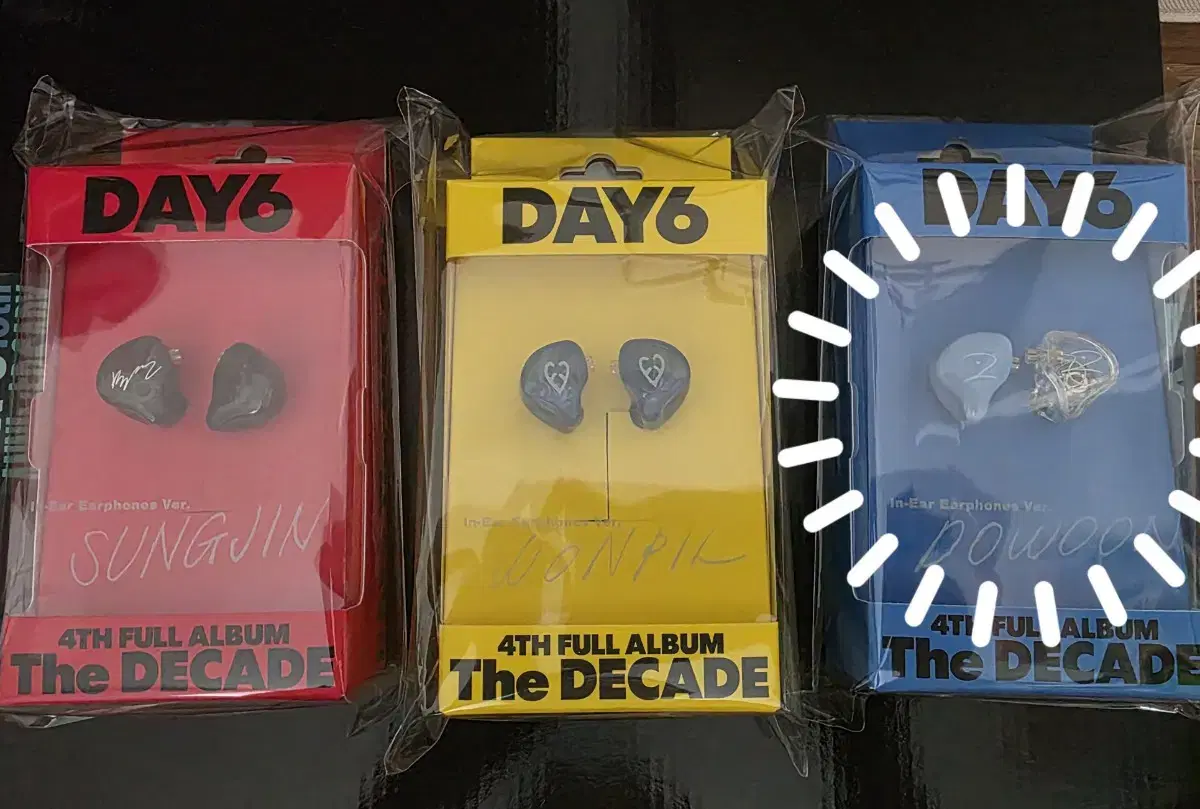 DAY6
In-Ear Earphones Ver.
SUNGJIN
4TH FULL ALBUM
The DECADE
DAY6
In-Ear Earphones Ver.
WONPIL
4TH FULL ALBUM
The DECADE
DAY6
2
In-Ear Earphones Ver.
DOWOON
4TH FULL ALBUM
The DECADE